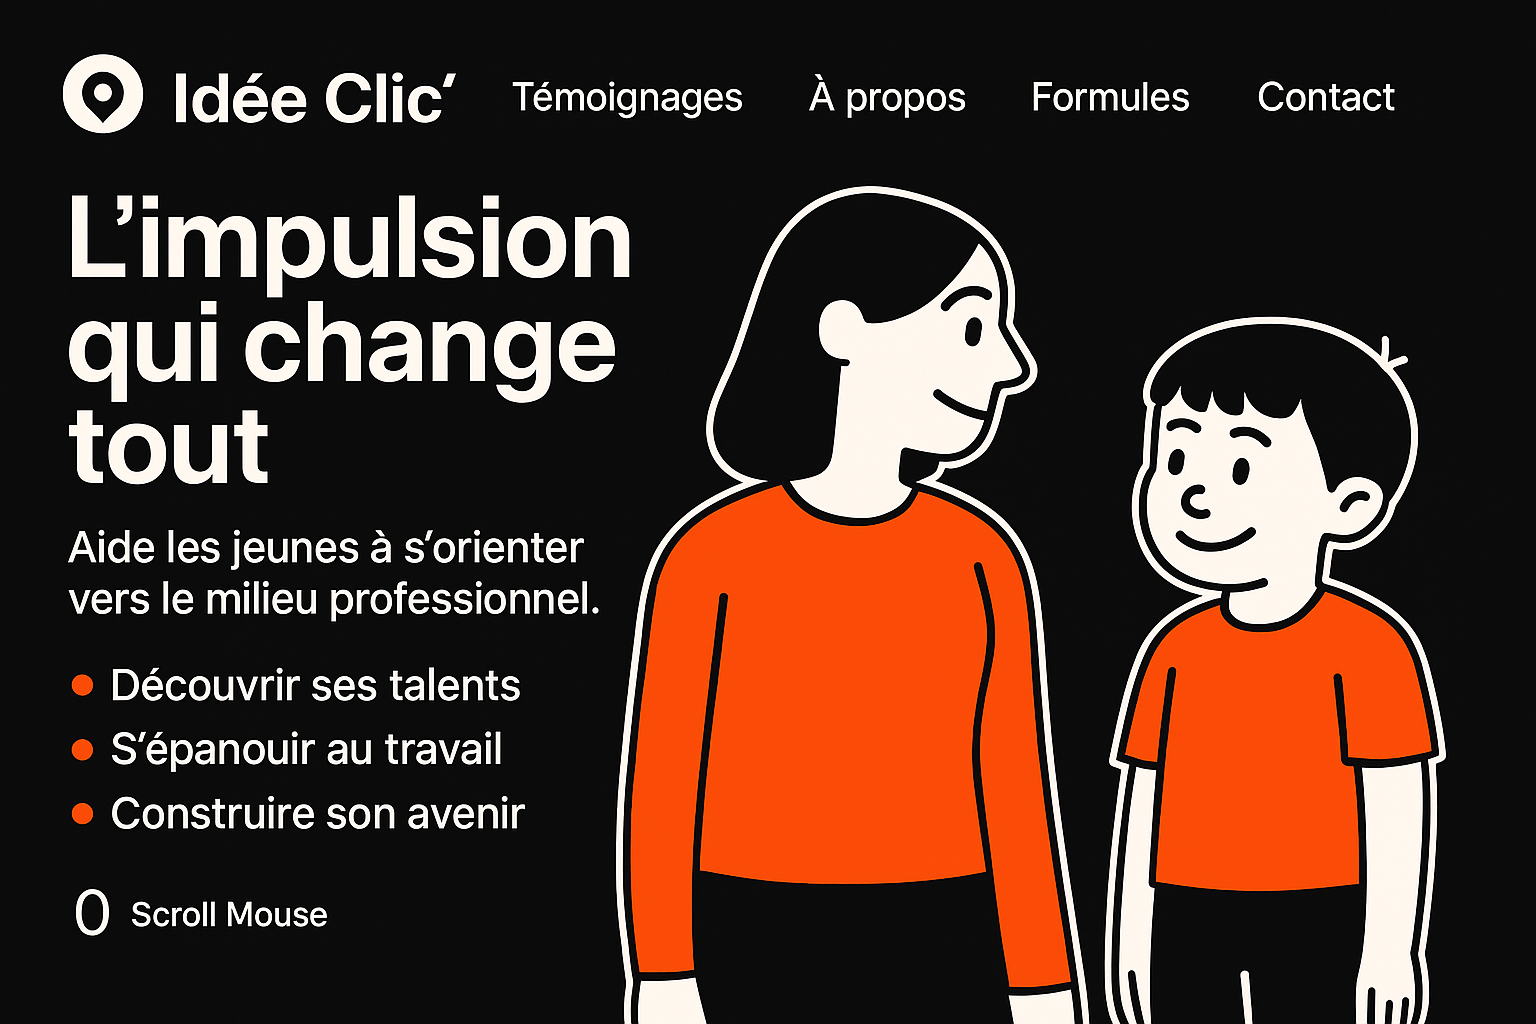 Idée Clic‘
Témoignages
À propos
Formules
Contact
L’impulsion
qui change
tout
Aide les jeunes à s’orienter
vers le milieu professionnel.
Découvrir ses talents
S’épanouir au travail
Construire son avenir
Scroll Mouse